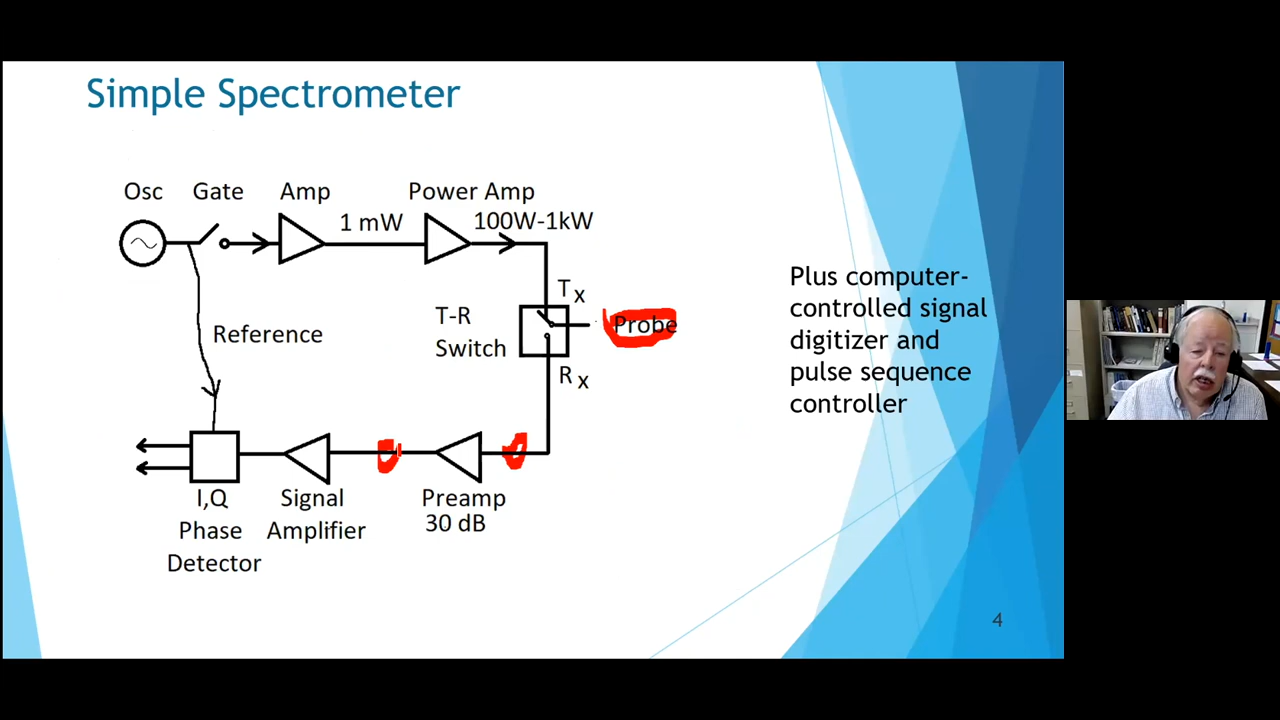 Simple Spectrometer
Osc Gate Amp Power Amp
1 mW 100W-1kW
Tx
T-R
Switch
Probe
Reference
Rx
I,Q
Phase
Detector
Signal
Amplifier
Preamp
30 dB
Plus computer-
controlled signal
digitizer and
pulse sequence
controller
4